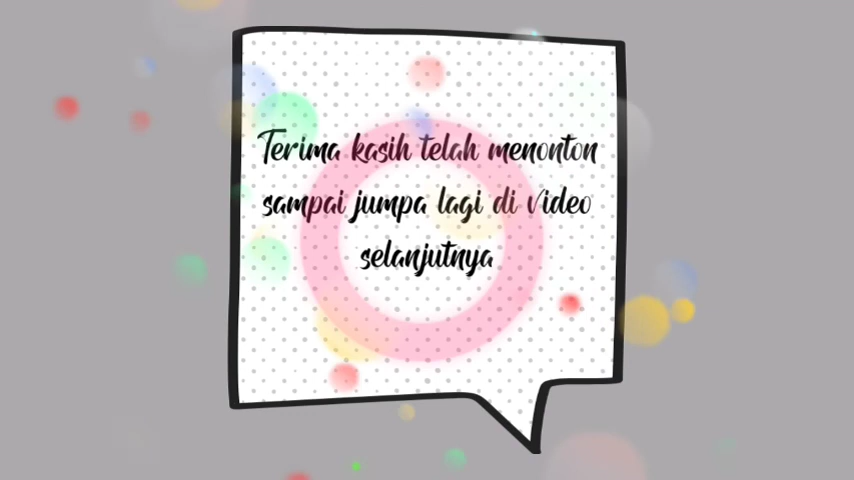 Terima kasih telah menonton
sampai jumpa lagi di video
selanjutnya